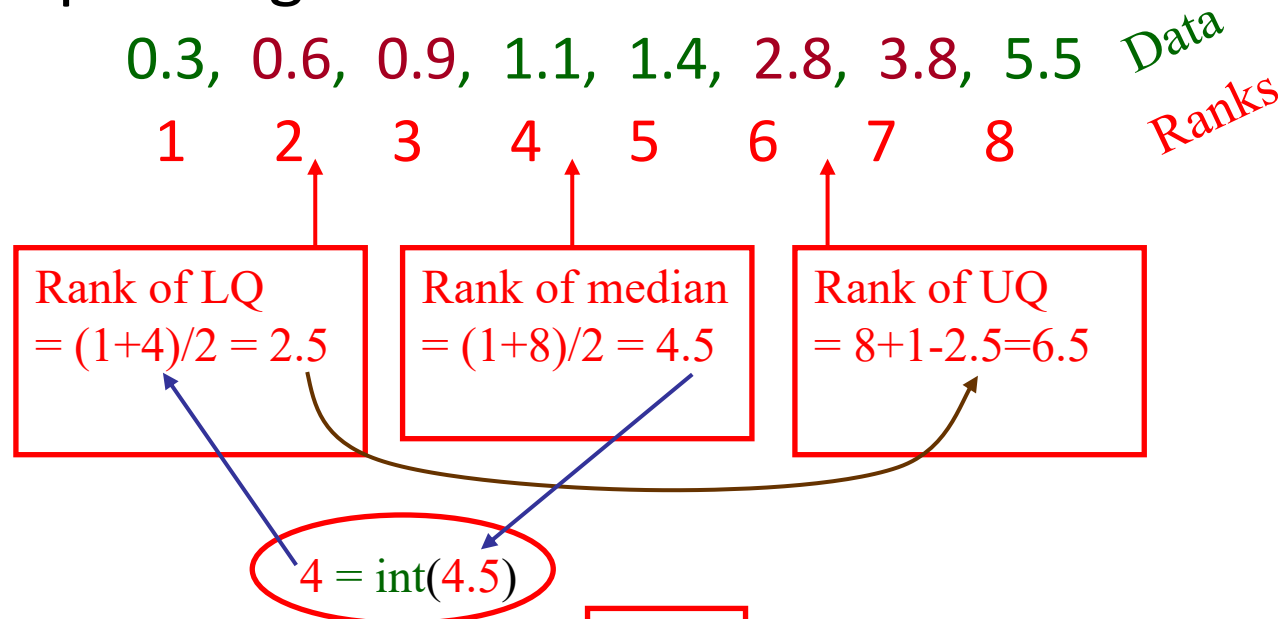 0.3, 0.6, 0.9, 1.1, 1.4, 2.8, 3.8, 5.5 Data
1 2 3 4 5 6 7 8 Ranks
Rank of LQ
= (1+4)/2 = 2.5
Rank of median
= (1+8)/2 = 4.5
Rank of UQ
= 8+1-2.5=6.5
4 = int(4.5)